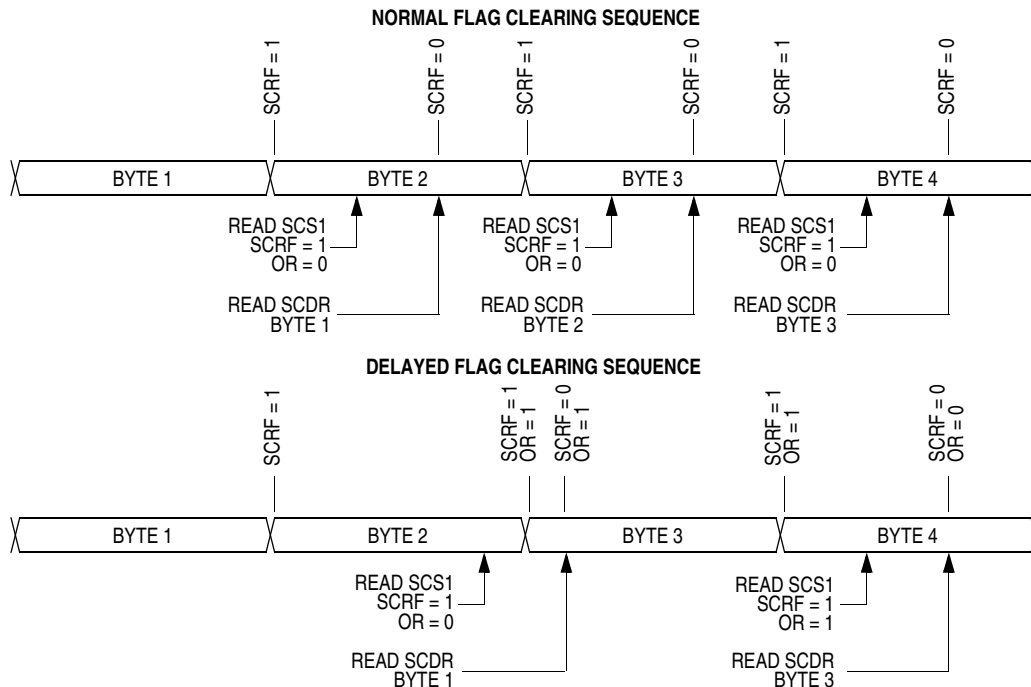 NORMAL FLAG CLEARING SEQUENCE
SCRF = 1
SCRF = 0
SCRF = 1
SCRF = 0
SCRF = 1
SCRF = 0
BYTE 1
BYTE 2
BYTE 3
BYTE 4
READ SCS1
SCRF = 1
OR = 0
READ SCS1
SCRF = 1
OR = 0
READ SCS1
SCRF = 1
OR = 0
READ SCDR
BYTE 1
READ SCDR
BYTE 2
READ SCDR
BYTE 3
DELAYED FLAG CLEARING SEQUENCE
SCRF = 1
SCRF = 1
OR = 1
SCRF = 0
OR = 1
SCRF = 1
OR = 1
SCRF = 0
OR = 0
BYTE 1
BYTE 2
BYTE 3
BYTE 4
READ SCS1
SCRF = 1
OR = 0
READ SCS1
SCRF = 1
OR = 1
READ SCDR
BYTE 1
READ SCDR
BYTE 3